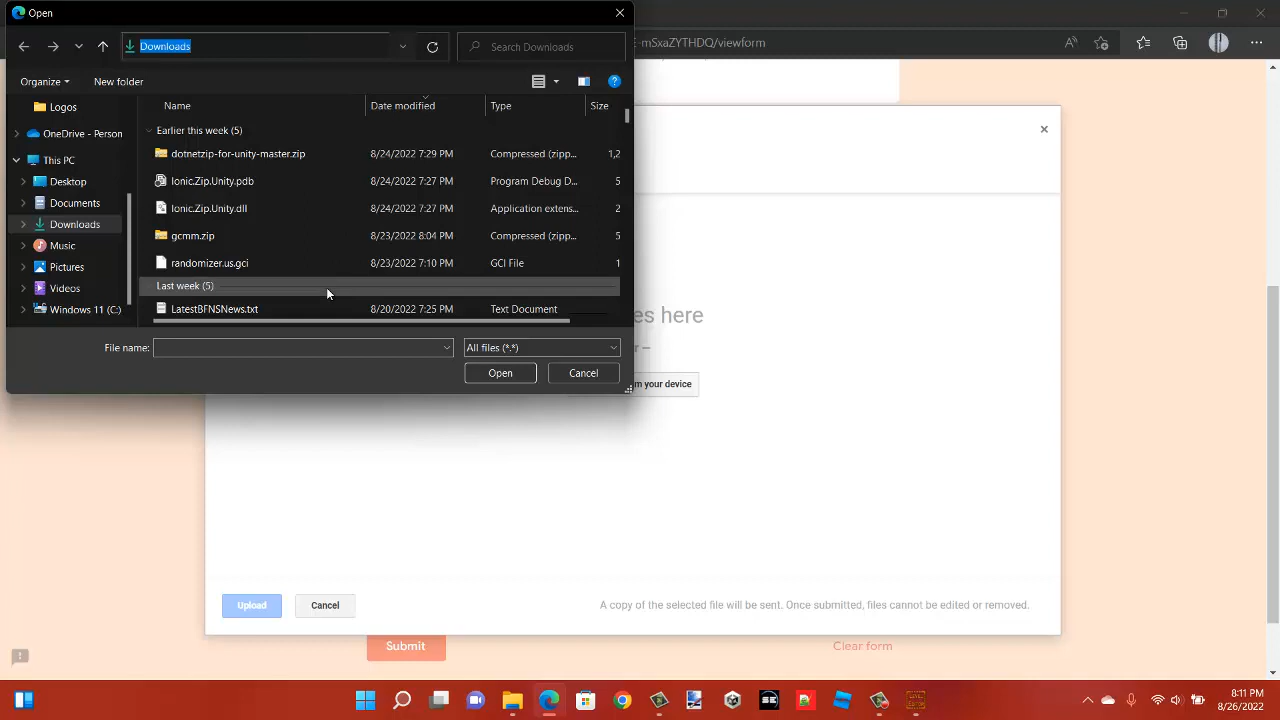 Open
E-mSxaZYTHDQ/viewform
Downloads
Search Downloads
Organize
New folder
Name
Date modified
Type
Size
Logos
OneDrive - Person
This PC
Desktop
Documents
Downloads
Music
Pictures
Videos
Windows 11 (C:)
Earlier this week (5)
dotnetzip-for-unity-master.zip 8/24/2022 7:29 PM Compressed (zipp... 1,2
Ionic.Zip.Unity.pdb 8/24/2022 7:27 PM Program Debug D... 5
Ionic.Zip.Unity.dll 8/24/2022 7:27 PM Application extens... 2
gcmm.zip 8/23/2022 8:04 PM Compressed (zipp... 5
randomizer.us.gci 8/23/2022 7:10 PM GCI File 1
Last week (5)
LatestBFNSNews.txt 8/20/2022 7:25 PM Text Document
File name:
All files (*.*)
Open
Cancel
es here
r —
m your device
Upload
Cancel
A copy of the selected file will be sent. Once submitted, files cannot be edited or removed.
Submit
Clear form
8:11 PM
8/26/2022